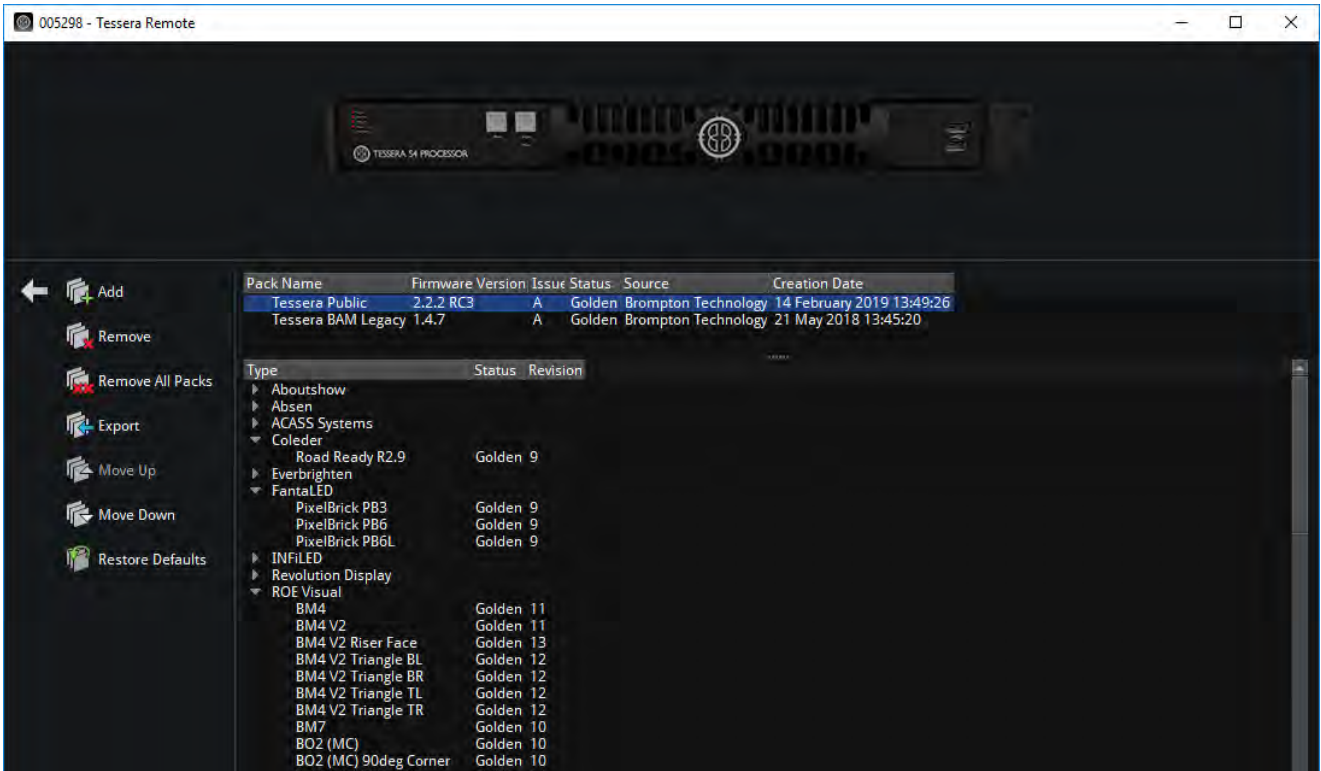 005298 - Tessera Remote
TESSERA S4 PROCESSOR
Add
Remove
Remove All Packs
Export
Move Up
Move Down
Restore Defaults
Pack Name Firmware Version Issue Status Source Creation Date
Tessera Public 2.2.2 RC3 A Golden Brompton Technology 14 February 2019 13:49:26
Tessera BAM Legacy 1.4.7 A Golden Brompton Technology 21 May 2018 13:45:20
Type Status Revision
Aboutshow
Absen
ACASS Systems
Coleder
Road Ready R2.9 Golden 9
Everbrighten
FantaLED
PixelBrick PB3 Golden 9
PixelBrick PB6 Golden 9
PixelBrick PB6L Golden 9
INFiLED
Revolution Display
ROE Visual
BM4 Golden 11
BM4 V2 Golden 11
BM4 V2 Riser Face Golden 13
BM4 V2 Triangle BL Golden 12
BM4 V2 Triangle BR Golden 12
BM4 V2 Triangle TL Golden 12
BM4 V2 Triangle TR Golden 12
BM7 Golden 10
BO2 (MC) Golden 10
BO2 (MC) 90deg Corner Golden 10